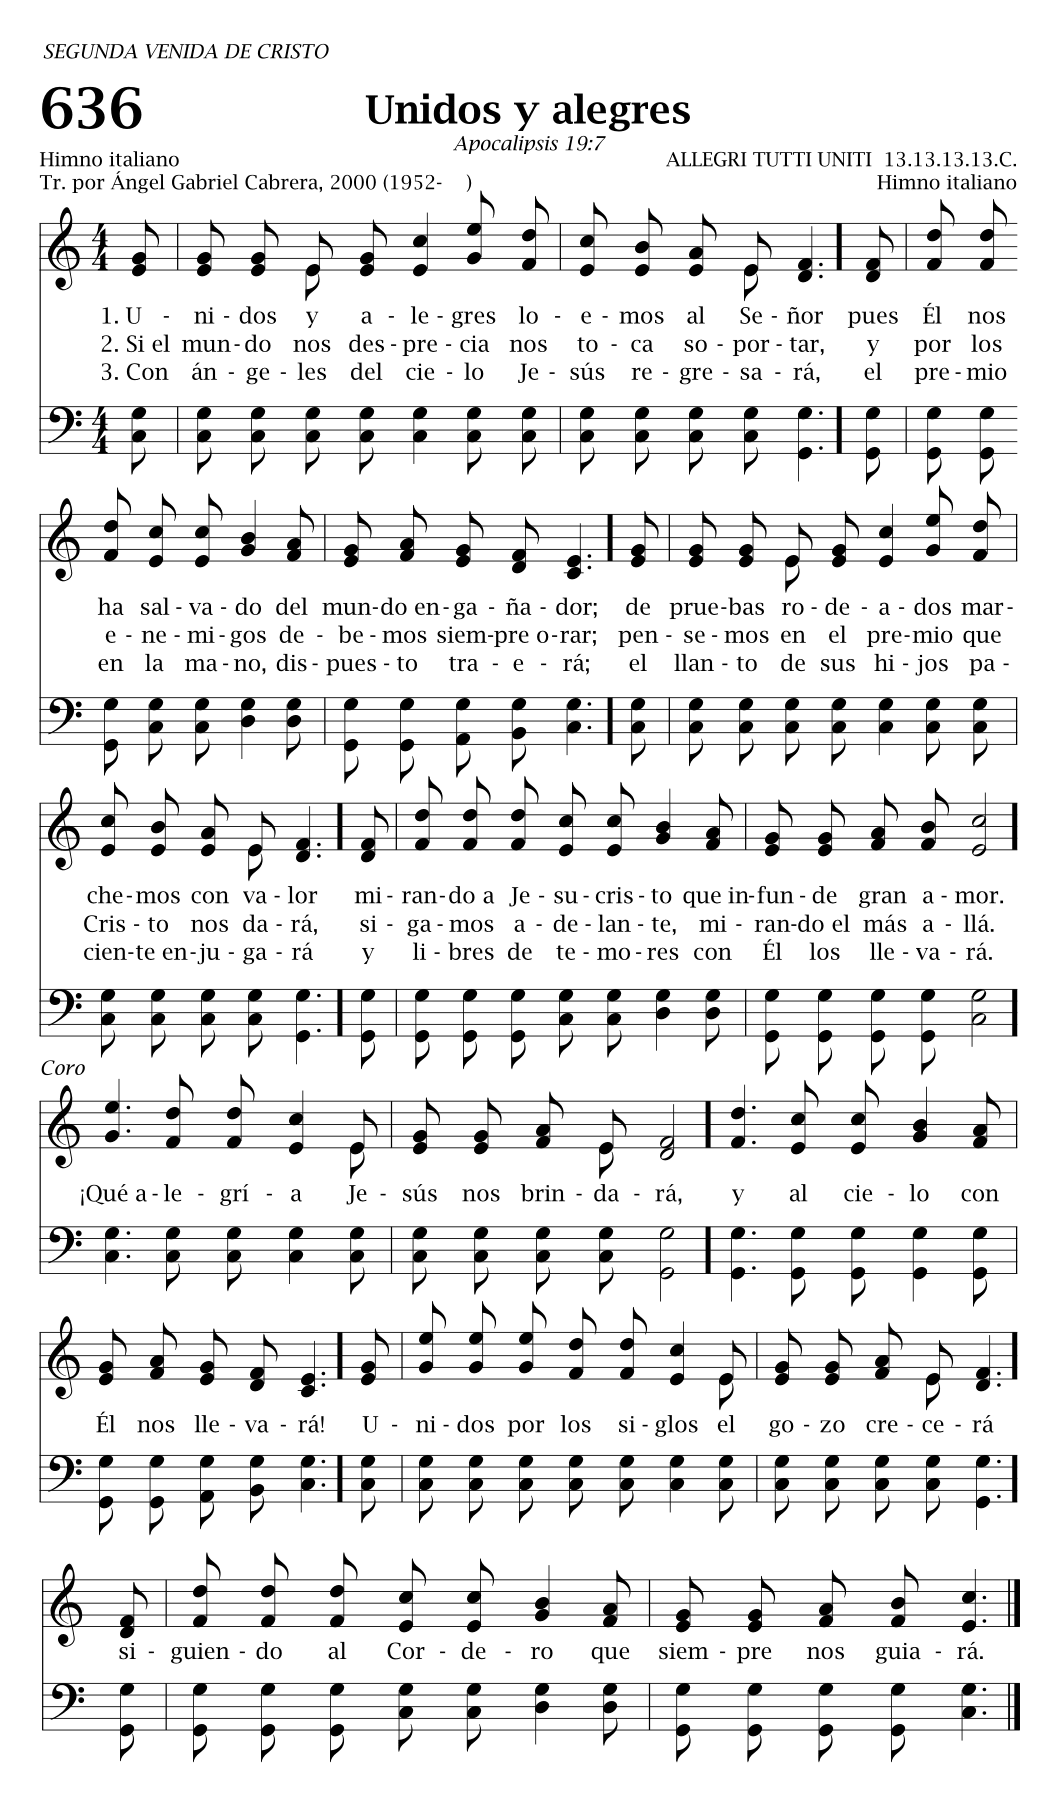 SEGUNDA VENIDA DE CRISTO
636
Unidos y alegres
Apocalipsis 19:7
Himno italiano
ALLEGRI TUTTI UNITI 13.13.13.13.C.
Tr. por Ángel Gabriel Cabrera, 2000 (1952- )
Himno italiano
1. U - ni - dos y a - le - gres lo - e - mos al Se - ñor pues Él nos
2. Si el mun - do nos des - pre - cia nos to - ca so - por - tar, y por los
3. Con án - ge - les del cie - lo Je - sús re - gre - sa - rá, el pre - mio
ha sal - va - do del mun - do en - ga - ña - dor; de prue - bas ro - de - a - dos mar -
e - ne - mi - gos de - be - mos siem - pre o - rar; pen - se - mos en el pre - mio que
en la ma - no, dis - pues - to tra - e - rá; el llan - to de sus hi - jos pa -
che - mos con va - lor mi - ran - do a Je - su - cris - to que in - fun - de gran a - mor.
Cris - to nos da - rá, si - ga - mos a - de - lan - te, mi - ran - do el más a - llá.
cien - te en - ju - ga - rá y li - bres de te - mo - res con Él los lle - va - rá.
Coro
¡Qué a - le - grí - a Je - sús nos brin - da - rá, y al cie - lo con
Él nos lle - va - rá! U - ni - dos por los si - glos el go - zo cre - ce - rá
si - guien - do al Cor - de - ro que siem - pre nos guia - rá.